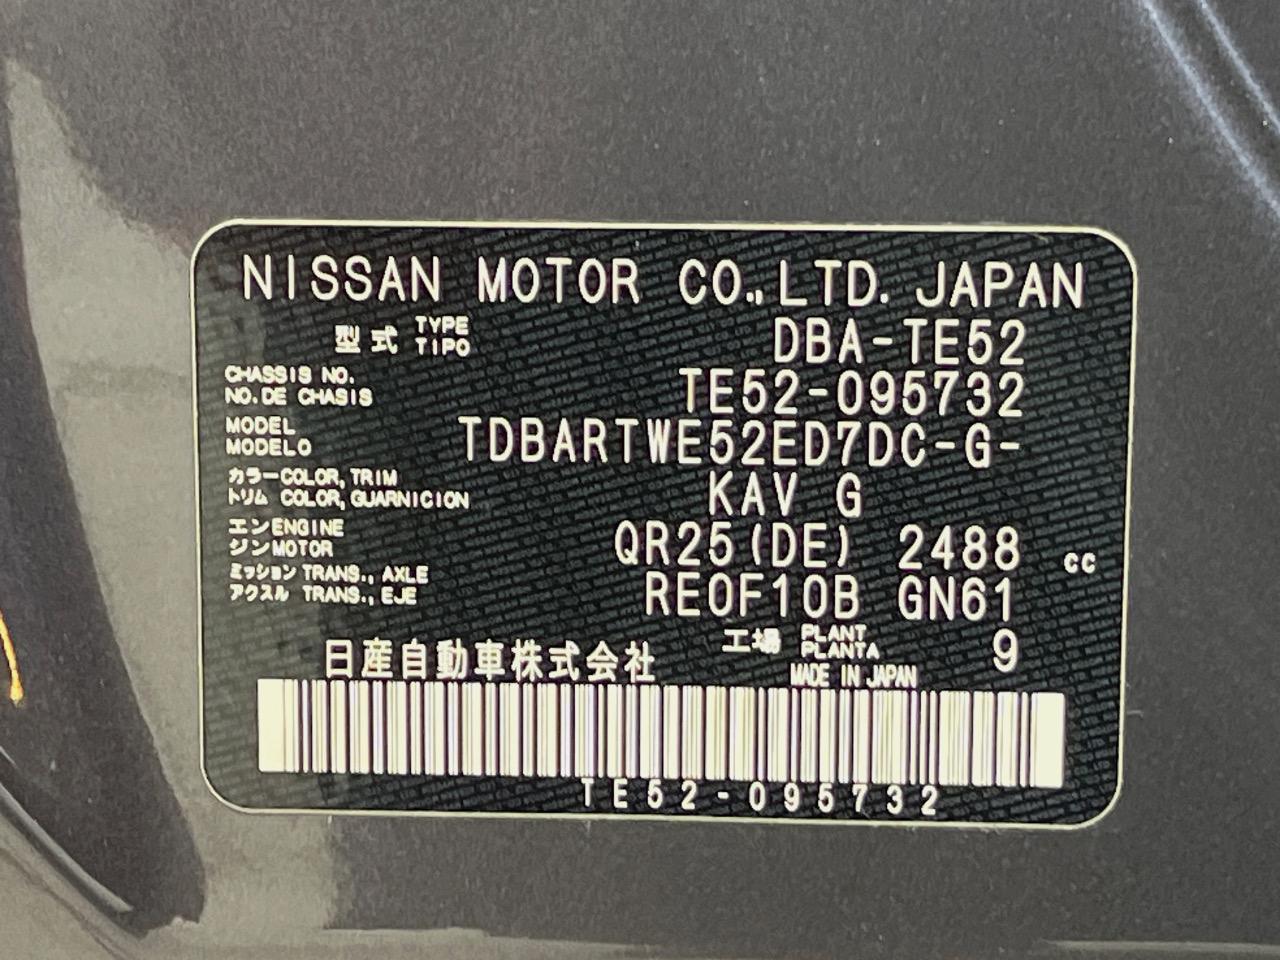 NISSAN MOTOR CO.,LTD. JAPAN
型式 TYPE TIPO DBA-TE52
CHASSIS NO. NO.DE CHASIS TE52-095732
MODEL MODELO TDBARTWE52ED7DC-G-
カラーCOLOR,TRIM トリム COLOR,GUARNICION KAV G
エンENGINE ジンMOTOR QR25(DE) 2488 cc
ミッション TRANS., AXLE アクスル TRANS., EJE RE0F10B GN61
工場 PLANT PLANTA 9
日産自動車株式会社 MADE IN JAPAN
TE52-095732